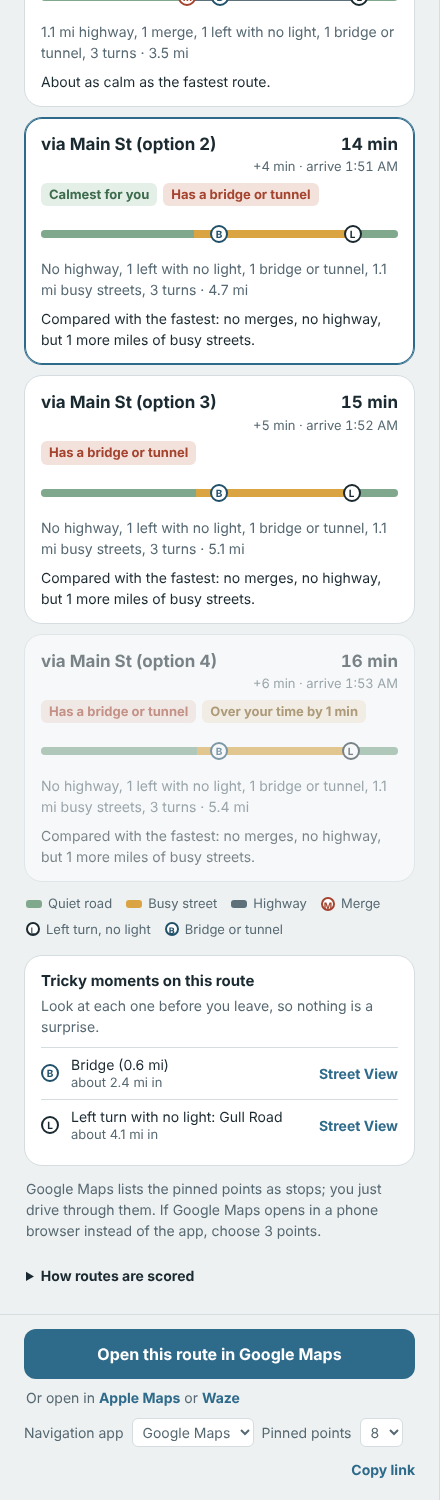 M B L
1.1 mi highway, 1 merge, 1 left with no light, 1 bridge or
tunnel, 3 turns · 3.5 mi
About as calm as the fastest route.
via Main St (option 2) 14 min
+4 min · arrive 1:51 AM
Calmest for you Has a bridge or tunnel
B L
No highway, 1 left with no light, 1 bridge or tunnel, 1.1
mi busy streets, 3 turns · 4.7 mi
Compared with the fastest: no merges, no highway,
but 1 more miles of busy streets.
via Main St (option 3) 15 min
+5 min · arrive 1:52 AM
Has a bridge or tunnel
B L
No highway, 1 left with no light, 1 bridge or tunnel, 1.1
mi busy streets, 3 turns · 5.1 mi
Compared with the fastest: no merges, no highway,
but 1 more miles of busy streets.
via Main St (option 4) 16 min
+6 min · arrive 1:53 AM
Has a bridge or tunnel Over your time by 1 min
B L
No highway, 1 left with no light, 1 bridge or tunnel, 1.1
mi busy streets, 3 turns · 5.4 mi
Compared with the fastest: no merges, no highway,
but 1 more miles of busy streets.
Quiet road Busy street Highway M Merge
L Left turn, no light B Bridge or tunnel
Tricky moments on this route
Look at each one before you leave, so nothing is a
surprise.
B Bridge (0.6 mi) Street View
about 2.4 mi in
L Left turn with no light: Gull Road Street View
about 4.1 mi in
Google Maps lists the pinned points as stops; you just
drive through them. If Google Maps opens in a phone
browser instead of the app, choose 3 points.
How routes are scored
Open this route in Google Maps
Or open in Apple Maps or Waze
Navigation app Google Maps Pinned points 8
Copy link